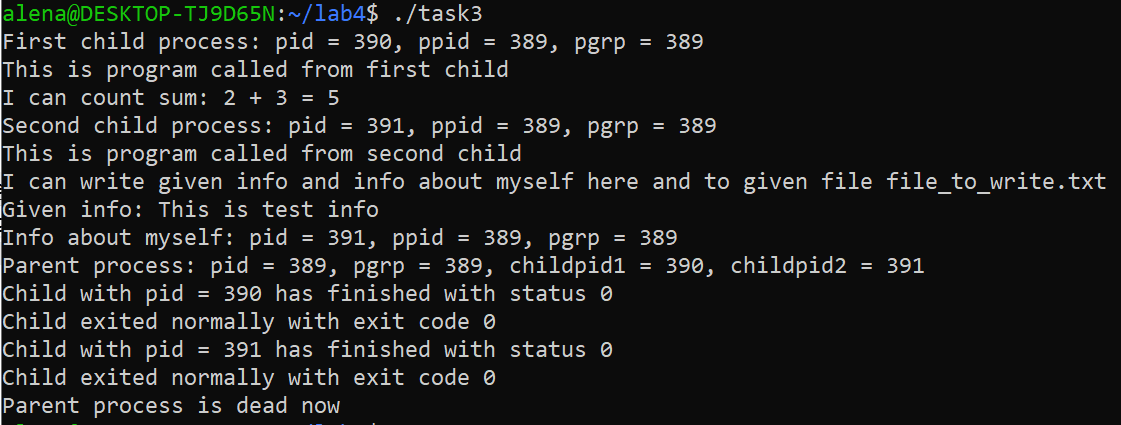 alena@DESKTOP-TJ9D65N:~/lab4$ ./task3
First child process: pid = 390, ppid = 389, pgrp = 389
This is program called from first child
I can count sum: 2 + 3 = 5
Second child process: pid = 391, ppid = 389, pgrp = 389
This is program called from second child
I can write given info and info about myself here and to given file file_to_write.txt
Given info: This is test info
Info about myself: pid = 391, ppid = 389, pgrp = 389
Parent process: pid = 389, pgrp = 389, childpid1 = 390, childpid2 = 391
Child with pid = 390 has finished with status 0
Child exited normally with exit code 0
Child with pid = 391 has finished with status 0
Child exited normally with exit code 0
Parent process is dead now